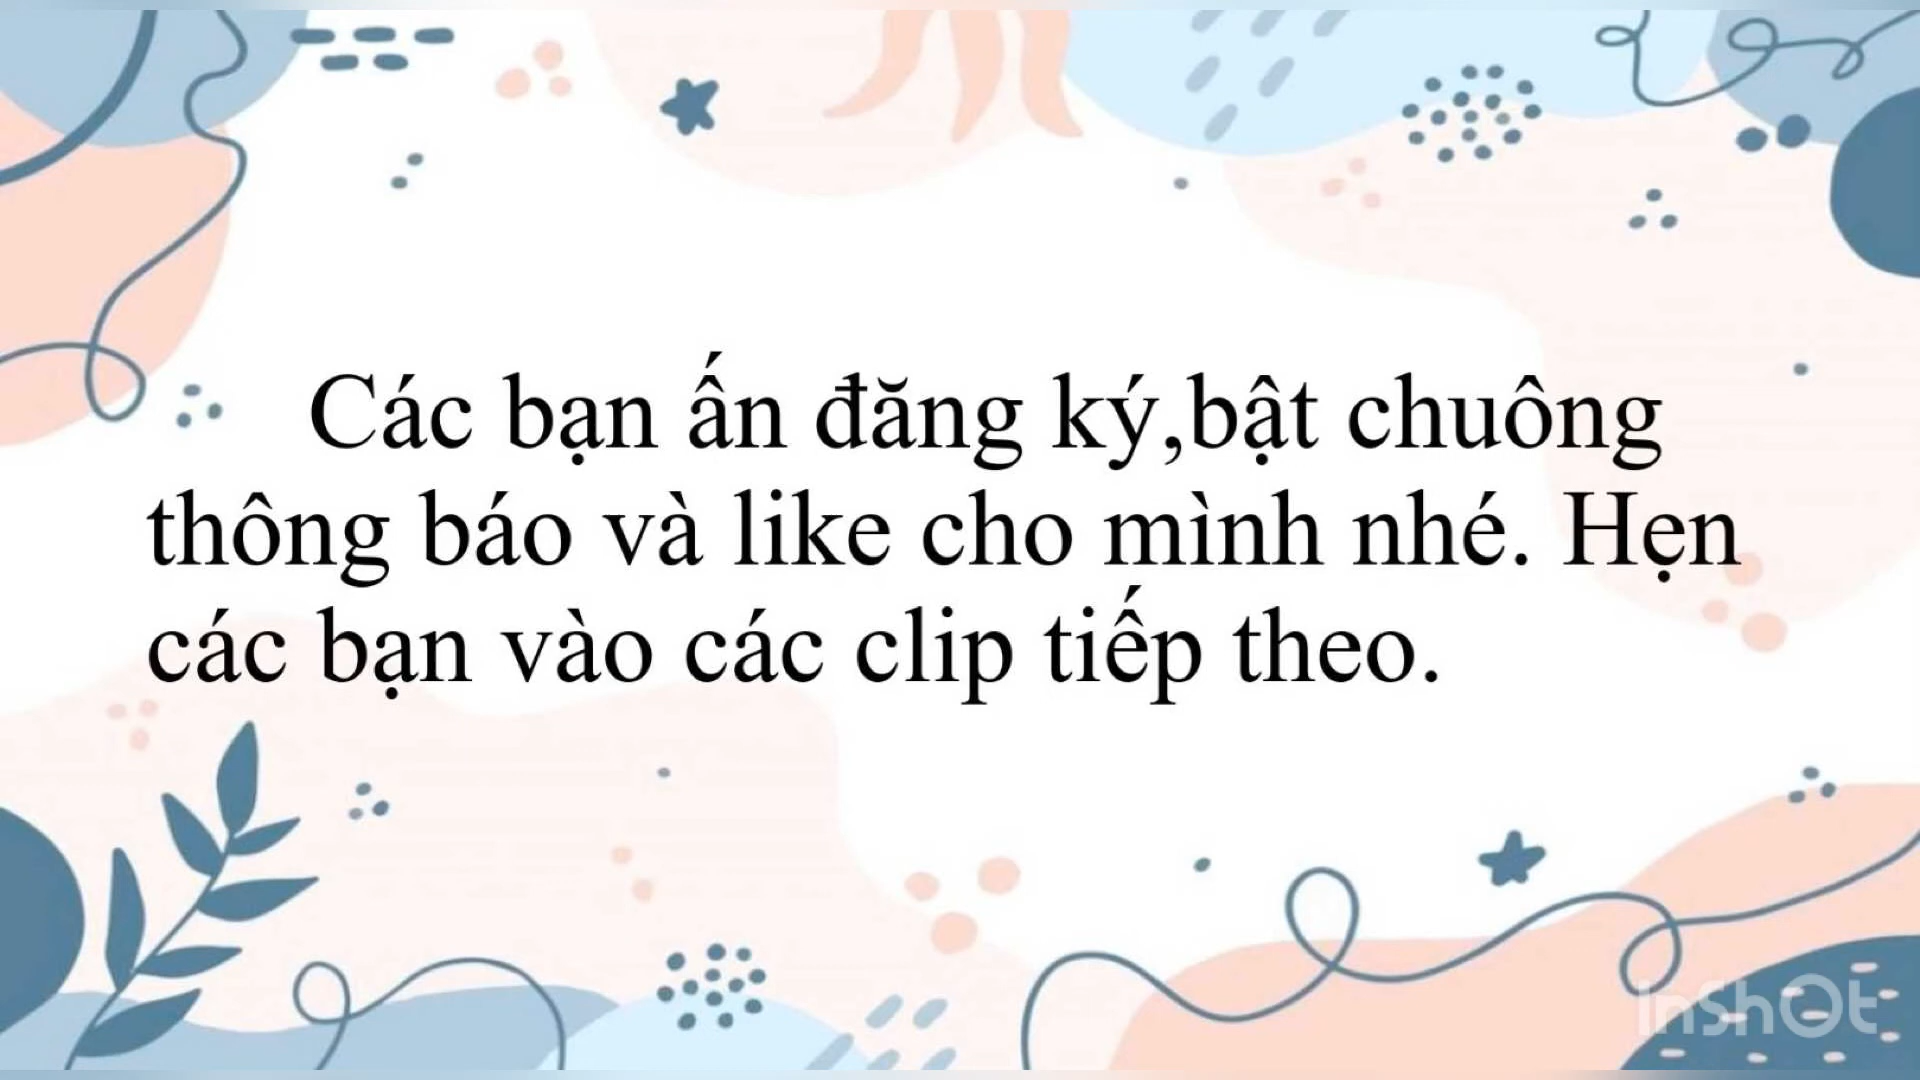 Các bạn ấn đăng ký,bật chuông
thông báo và like cho mình nhé. Hẹn
các bạn vào các clip tiếp theo.
InShOt